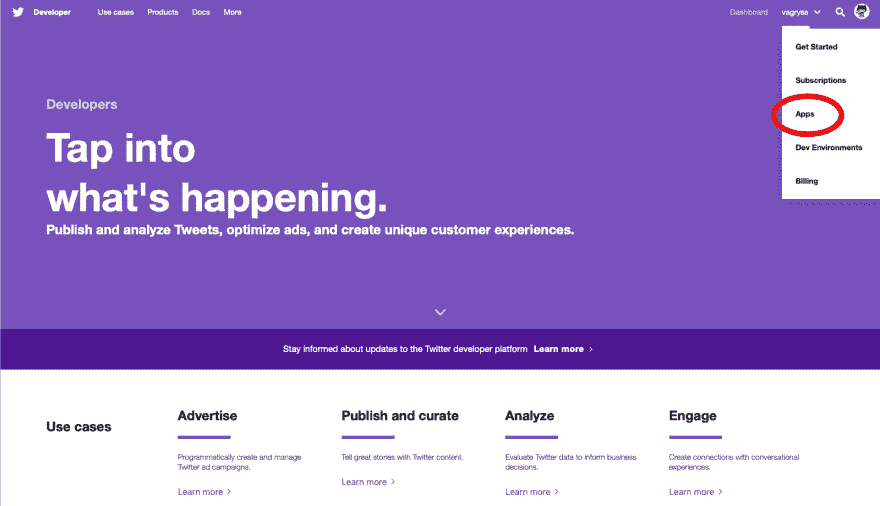 Developer Use cases Products Docs More Dashboard vagrysa
Get Started
Subscriptions
Apps
Dev Environments
Billing
Developers
Tap into
what's happening.
Publish and analyze Tweets, optimize ads, and create unique customer experiences.
Stay informed about updates to the Twitter developer platform Learn more
Use cases
Advertise
Programmatically create and manage
Twitter ad campaigns.
Learn more
Publish and curate
Tell great stories with Twitter content.
Learn more
Analyze
Evaluate Twitter data to inform business
decisions.
Learn more
Engage
Create connections with conversational
experiences.
Learn more